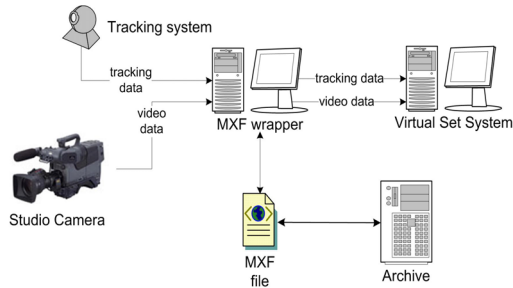 Tracking system
tracking
data
tracking data
video data
video
data
MXF wrapper
Virtual Set System
Studio Camera
MXF
file
Archive